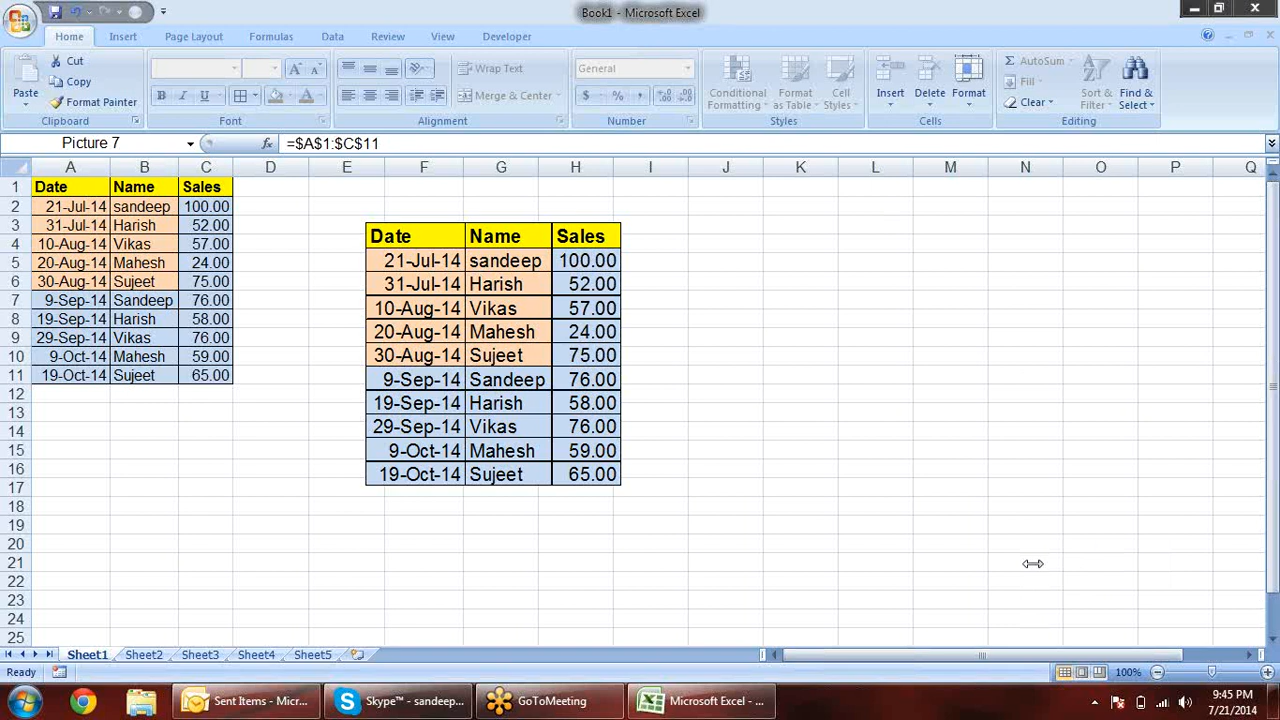 Book1 - Microsoft Excel
Home Insert Page Layout Formulas Data Review View Developer
Cut
Copy
Format Painter
Paste
Clipboard
Font
Wrap Text
Merge & Center
Alignment
General
Number
Conditional Formatting
Format as Table
Cell Styles
Styles
Insert Delete Format
Cells
AutoSum
Fill
Clear
Sort & Filter
Find & Select
Editing
Picture 7 fx =$A$1:$C$11
A B C D E F G H I J K L M N O P Q
1 Date Name Sales
2 21-Jul-14 sandeep 100.00
3 31-Jul-14 Harish 52.00
4 10-Aug-14 Vikas 57.00
5 20-Aug-14 Mahesh 24.00
6 30-Aug-14 Sujeet 75.00
7 9-Sep-14 Sandeep 76.00
8 19-Sep-14 Harish 58.00
9 29-Sep-14 Vikas 76.00
10 9-Oct-14 Mahesh 59.00
11 19-Oct-14 Sujeet 65.00
12
13
14
15
16
17
18
19
20
21
22
23
24
25
Date Name Sales
21-Jul-14 sandeep 100.00
31-Jul-14 Harish 52.00
10-Aug-14 Vikas 57.00
20-Aug-14 Mahesh 24.00
30-Aug-14 Sujeet 75.00
9-Sep-14 Sandeep 76.00
19-Sep-14 Harish 58.00
29-Sep-14 Vikas 76.00
9-Oct-14 Mahesh 59.00
19-Oct-14 Sujeet 65.00
Sheet1 Sheet2 Sheet3 Sheet4 Sheet5
Ready 100%
Sent Items - Micr... Skype™ - sandeep... GoToMeeting Microsoft Excel - ... 9:45 PM
7/21/2014